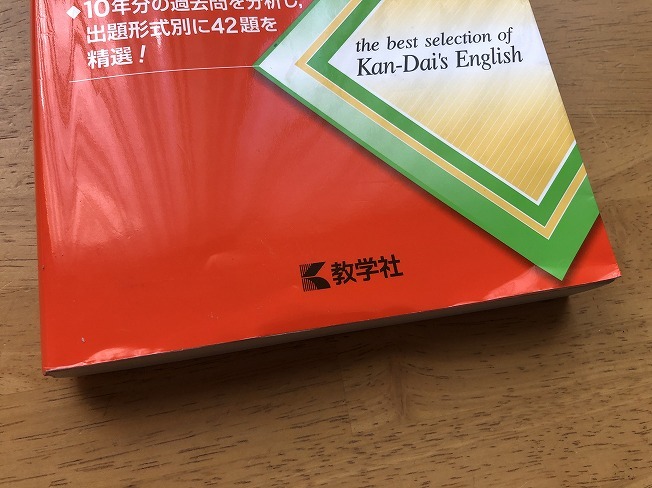 ◆10年分の過去問を分析し,
出題形式別に42題を
精選！
the best selection of
Kan-Dai's English
教学社